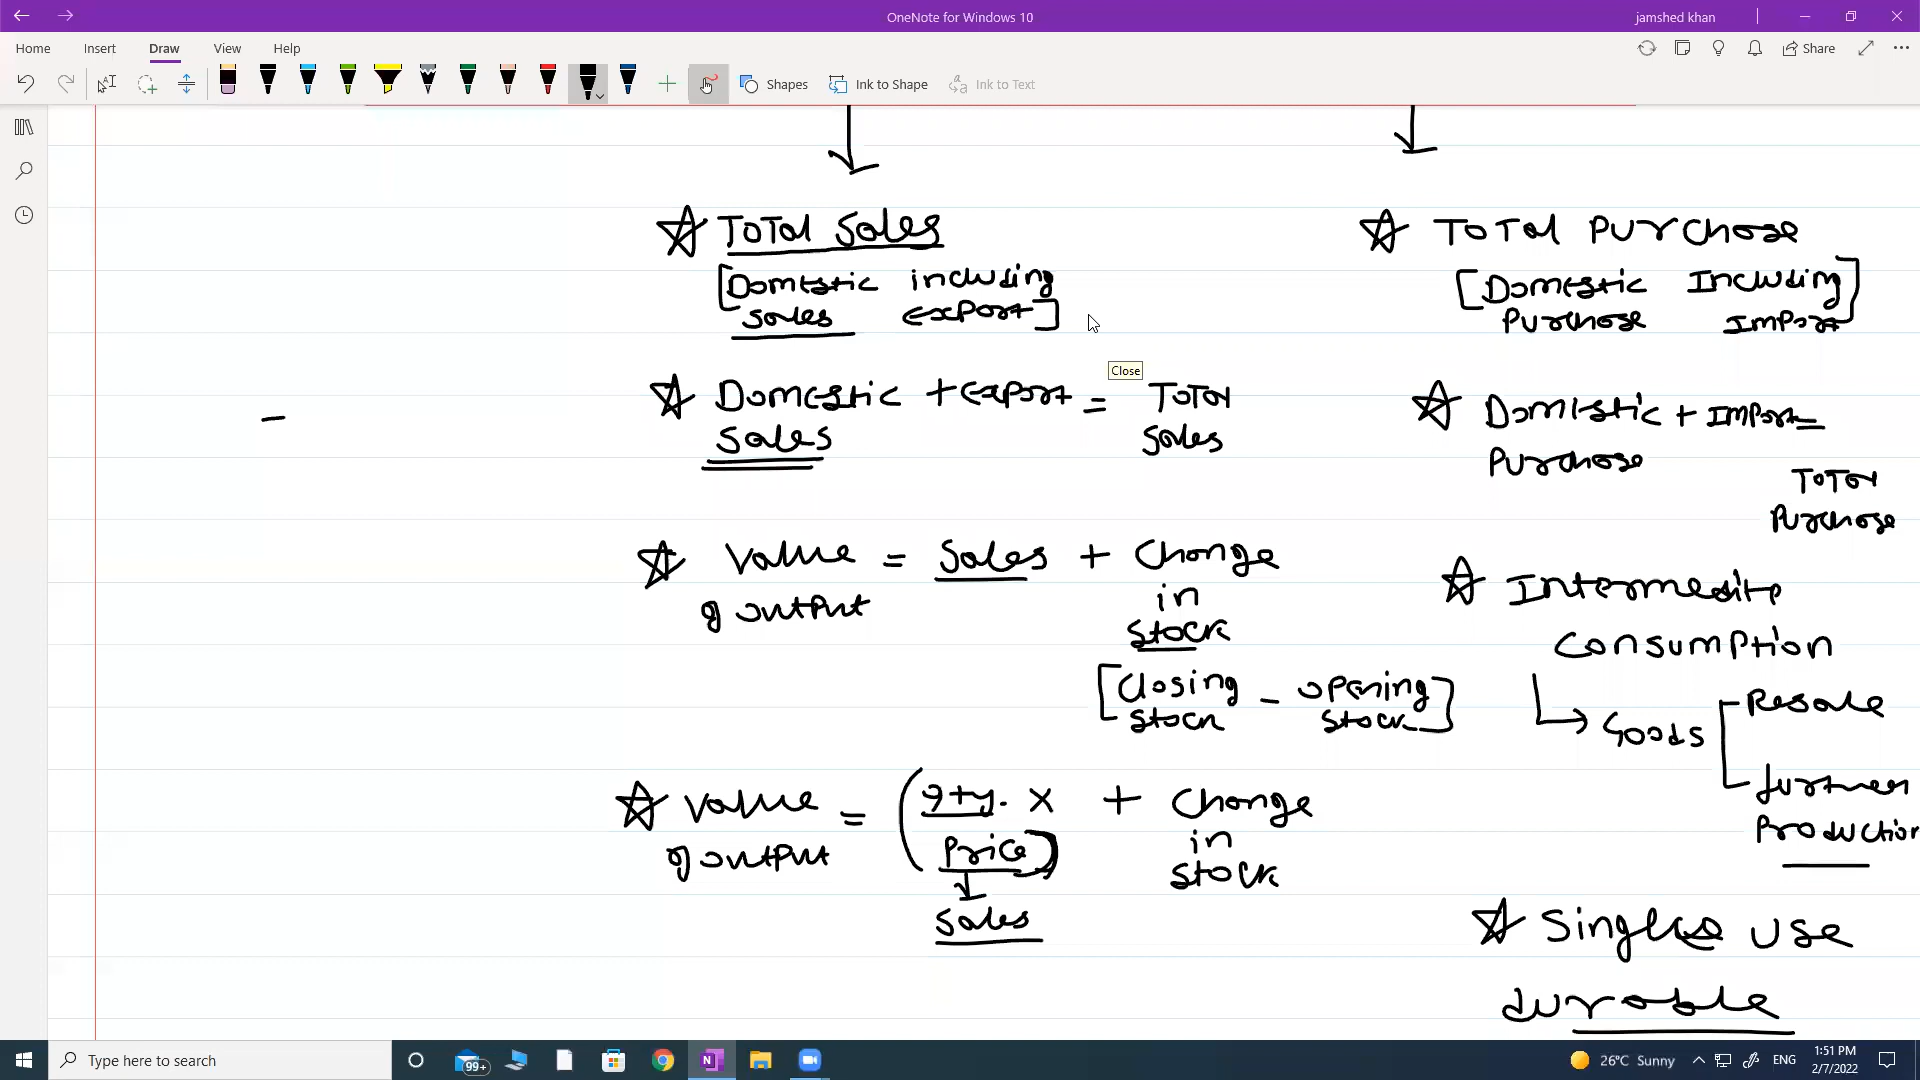 OneNote for Windows 10
jamshed khan
Home Insert Draw View Help
Share
Shapes
Ink to Shape
Ink to Text
☆ Total Sales
[Domestic including
Sales export]
Close
☆ Domestic + export = Total
Sales Sales
☆ Value = Sales + Change
of output in
stock
[Closing - opening
stock stock]
☆ Value = (qty. x + Change
of output Price) in
stock
Sales
☆ Total Purchase
[Domestic Including
Purchase Import]
☆ Domestic + Import =
Purchase
Total
Purchase
☆ Intermedite
Consumption
Goods
Resale
further
Production
☆ Single use
durable
Type here to search
99+
26°C Sunny
ENG
1:51 PM
2/7/2022